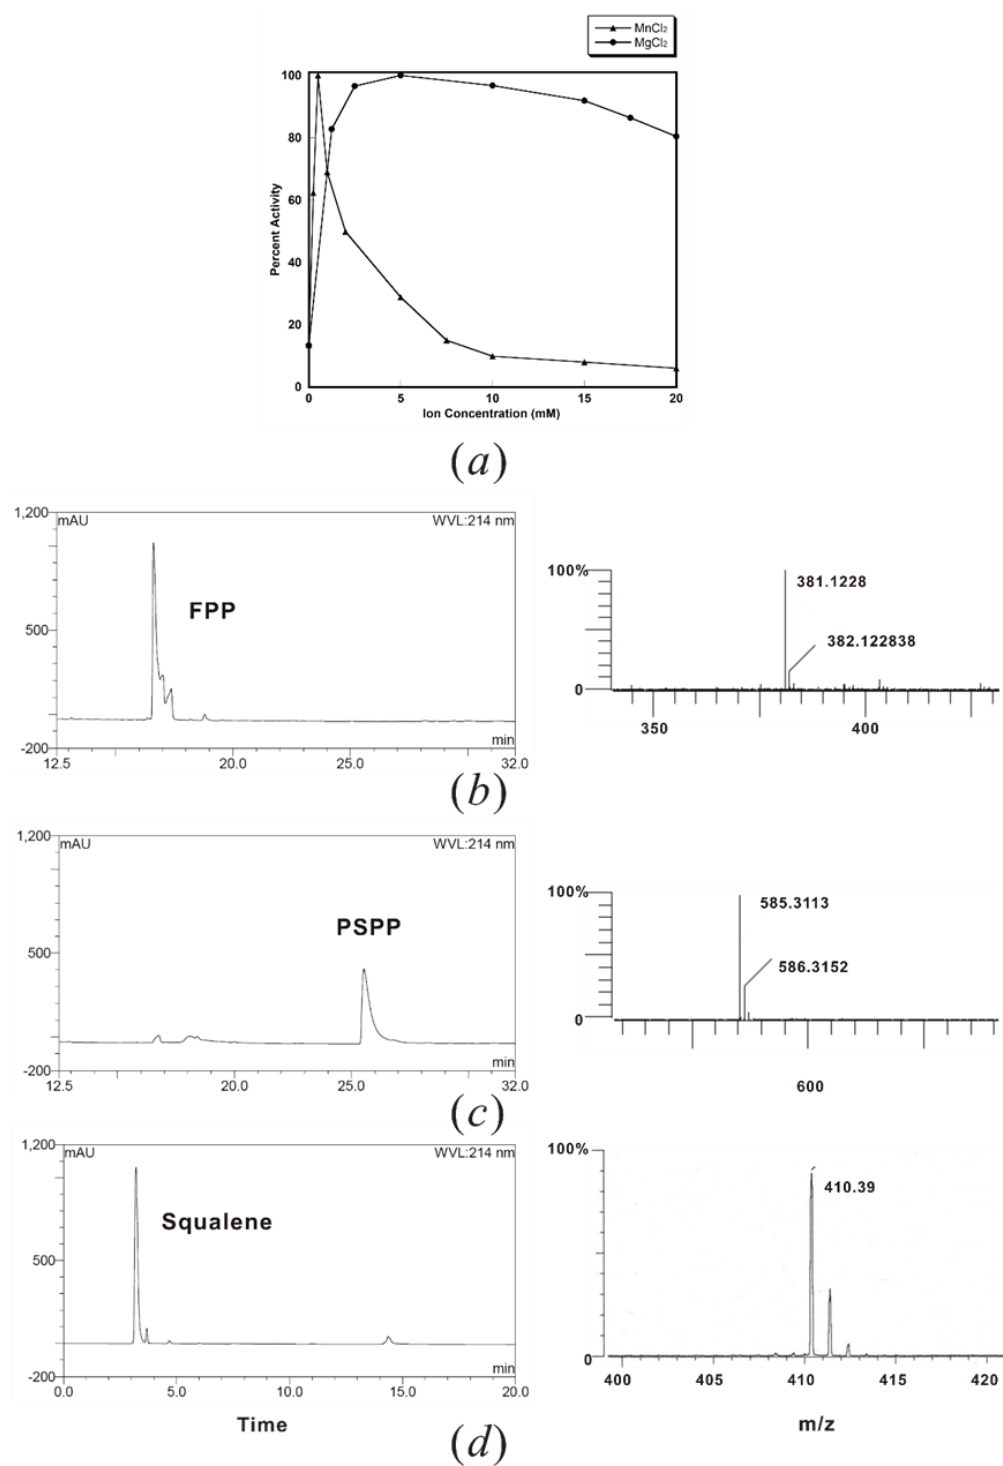 MnCl2
MgCl2
100
80
60
40
20
0
Percent Activity
0 5 10 15 20
Ion Concentration (mM)
(a)
1,200 mAU WVL:214 nm
FPP
500
-200 min
12.5 20.0 25.0 32.0
100%
381.1228
382.122838
0
350 400
(b)
1,200 mAU WVL:214 nm
PSPP
500
-200 min
12.5 20.0 25.0 32.0
100%
585.3113
586.3152
0
600
(c)
1,200 mAU WVL:214 nm
Squalene
500
-200 min
0.0 5.0 10.0 15.0 20.0
Time
100%
410.39
0
400 405 410 415 420
m/z
(d)